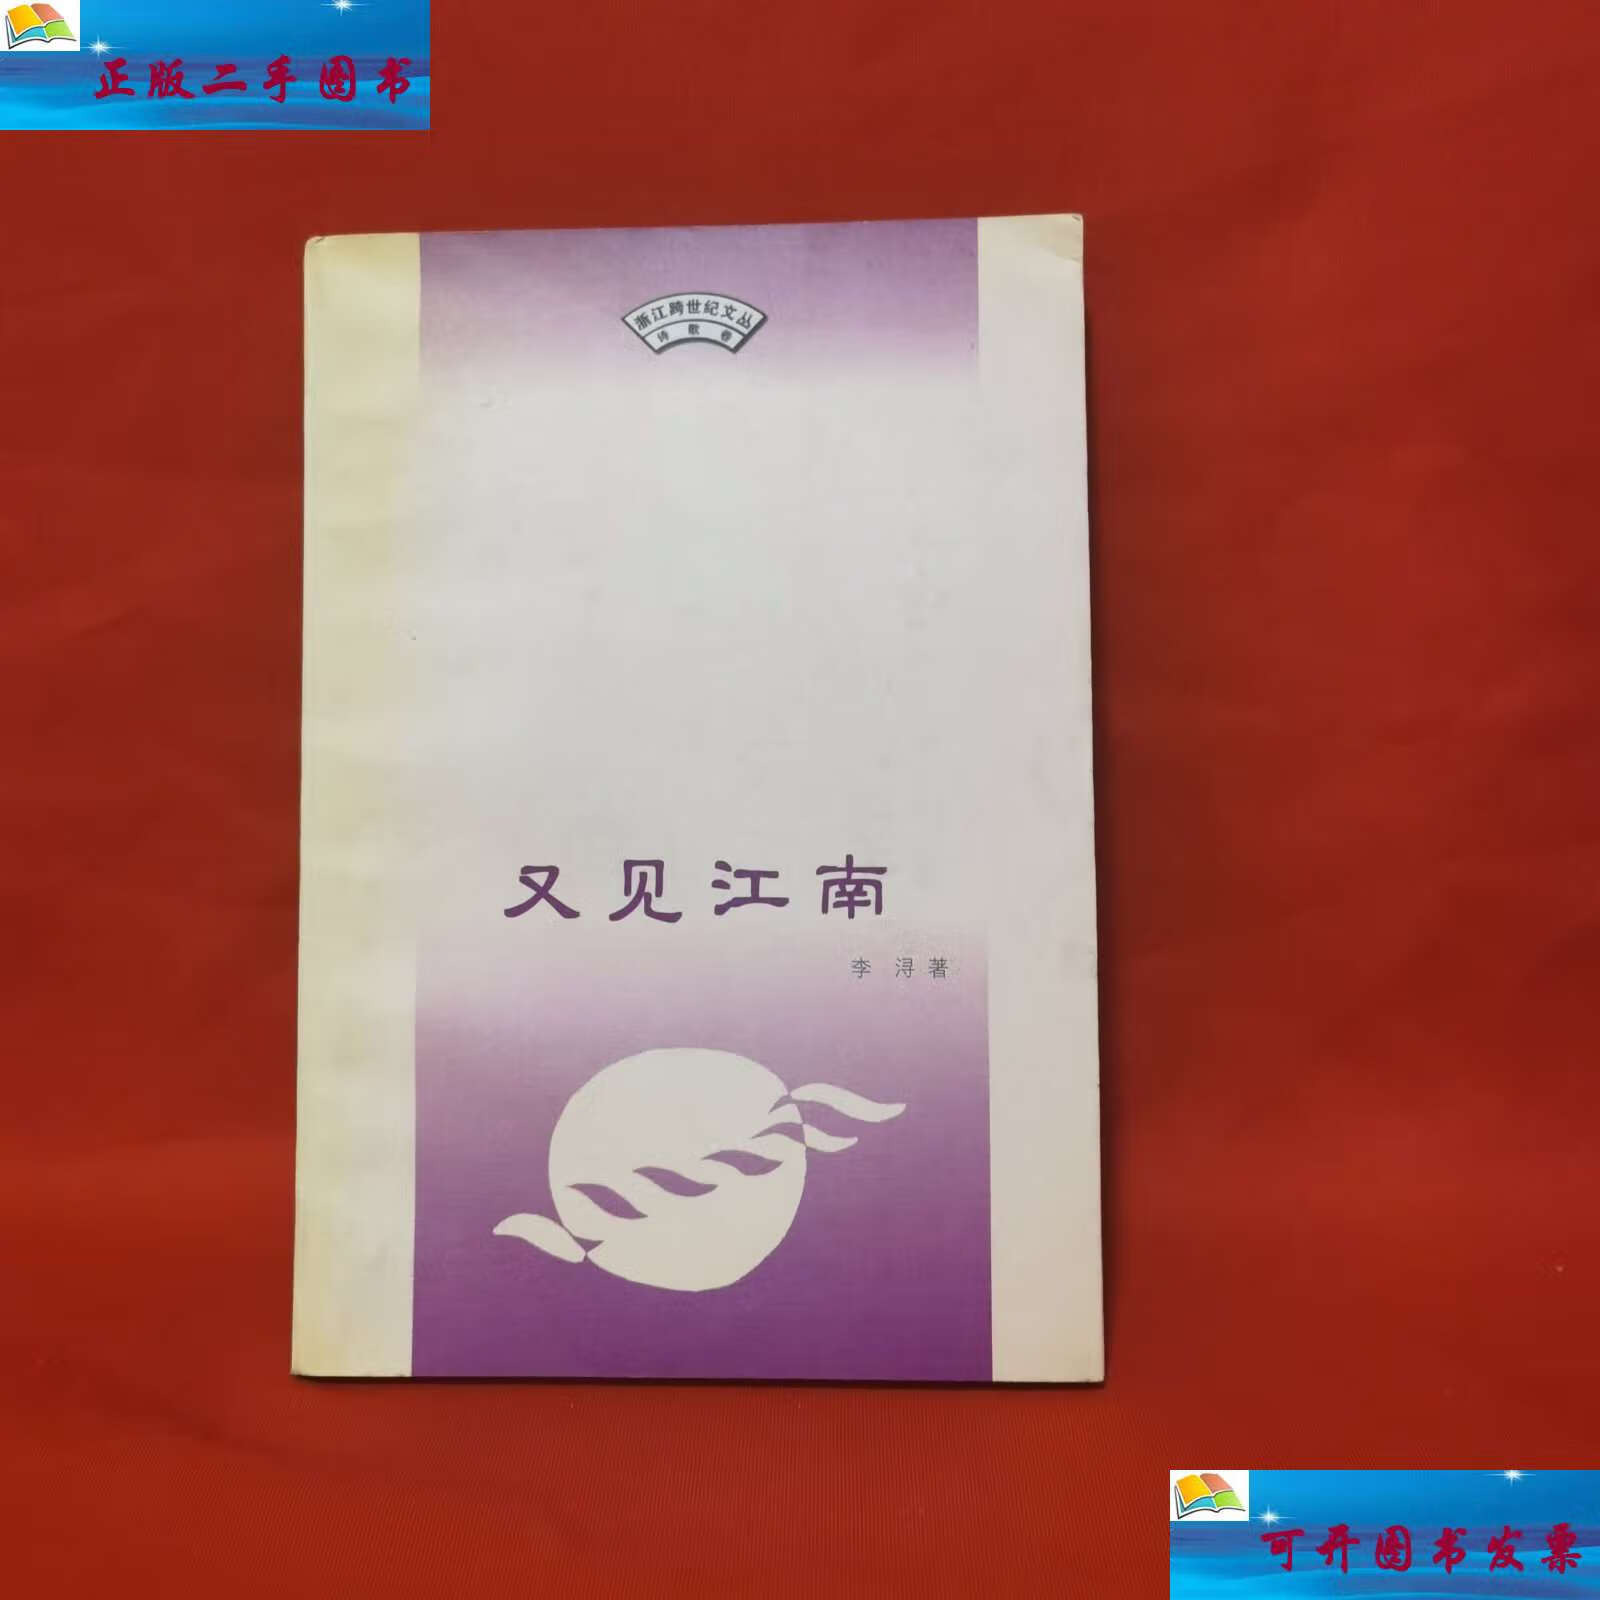 正版二手图书
浙江跨世纪文丛
诗歌卷
又见江南
李浔著
可开图书发票